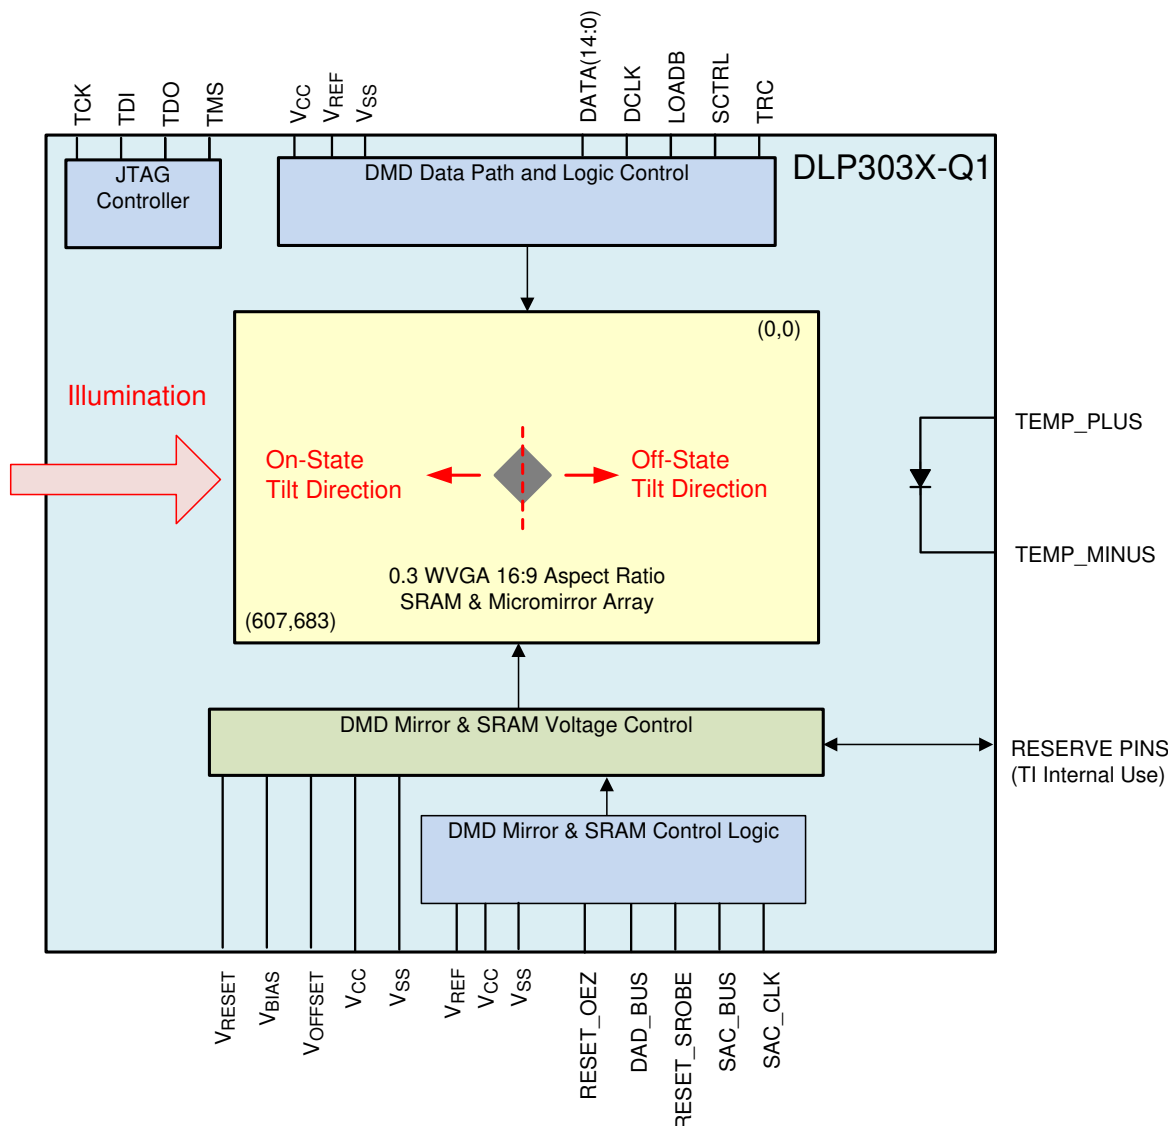 TCK
TDI
TDO
TMS
VCC
VREF
VSS
DATA(14:0)
DCLK
LOADB
SCTRL
TRC
JTAG
Controller
DMD Data Path and Logic Control
DLP303X-Q1
(0,0)
Illumination
On-State
Tilt Direction
Off-State
Tilt Direction
TEMP_PLUS
TEMP_MINUS
0.3 WVGA 16:9 Aspect Ratio
SRAM & Micromirror Array
(607,683)
DMD Mirror & SRAM Voltage Control
RESERVE PINS
(TI Internal Use)
DMD Mirror & SRAM Control Logic
VRESET
VBIAS
VOFFSET
VCC
VSS
VREF
VCC
VSS
RESET_OEZ
DAD_BUS
RESET_SROBE
SAC_BUS
SAC_CLK